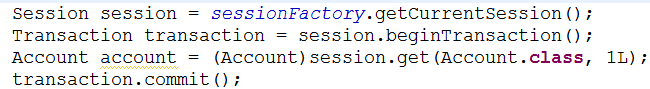 Session session = sessionFactory.getCurrentSession();
Transaction transaction = session.beginTransaction();
Account account = (Account)session.get(Account.class, 1L);
transaction.commit();